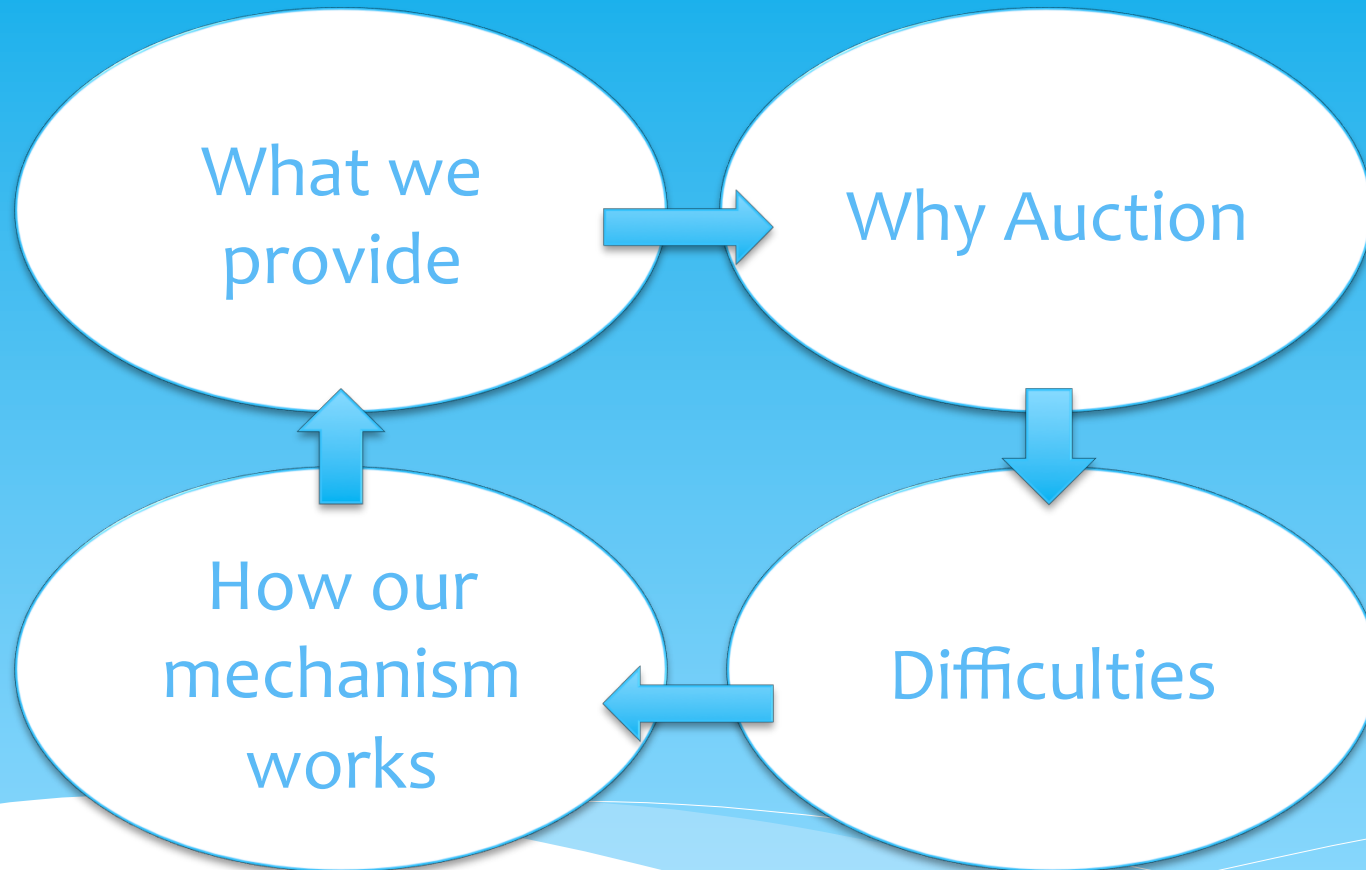 What we
provide
Why Auction
How our
mechanism
works
Difficulties